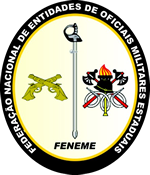 FEDERAÇÃO NACIONAL DE ENTIDADES DE OFICIAIS MILITARES ESTADUAIS
FENEME